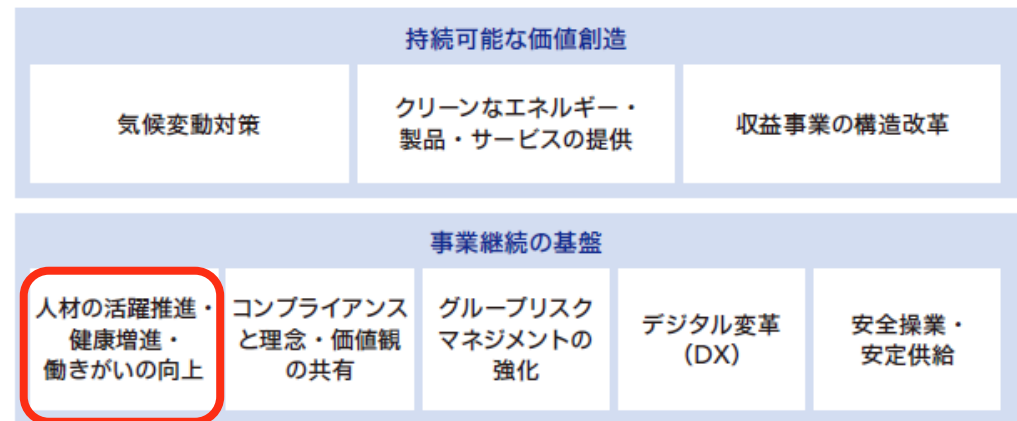 持続可能な価値創造
気候変動対策
クリーンなエネルギー・
製品・サービスの提供
収益事業の構造改革
事業継続の基盤
人材の活躍推進・
健康増進・
働きがいの向上
コンプライアンス
と理念・価値観
の共有
グループリスク
マネジメントの
強化
デジタル変革
(DX)
安全操業・
安定供給